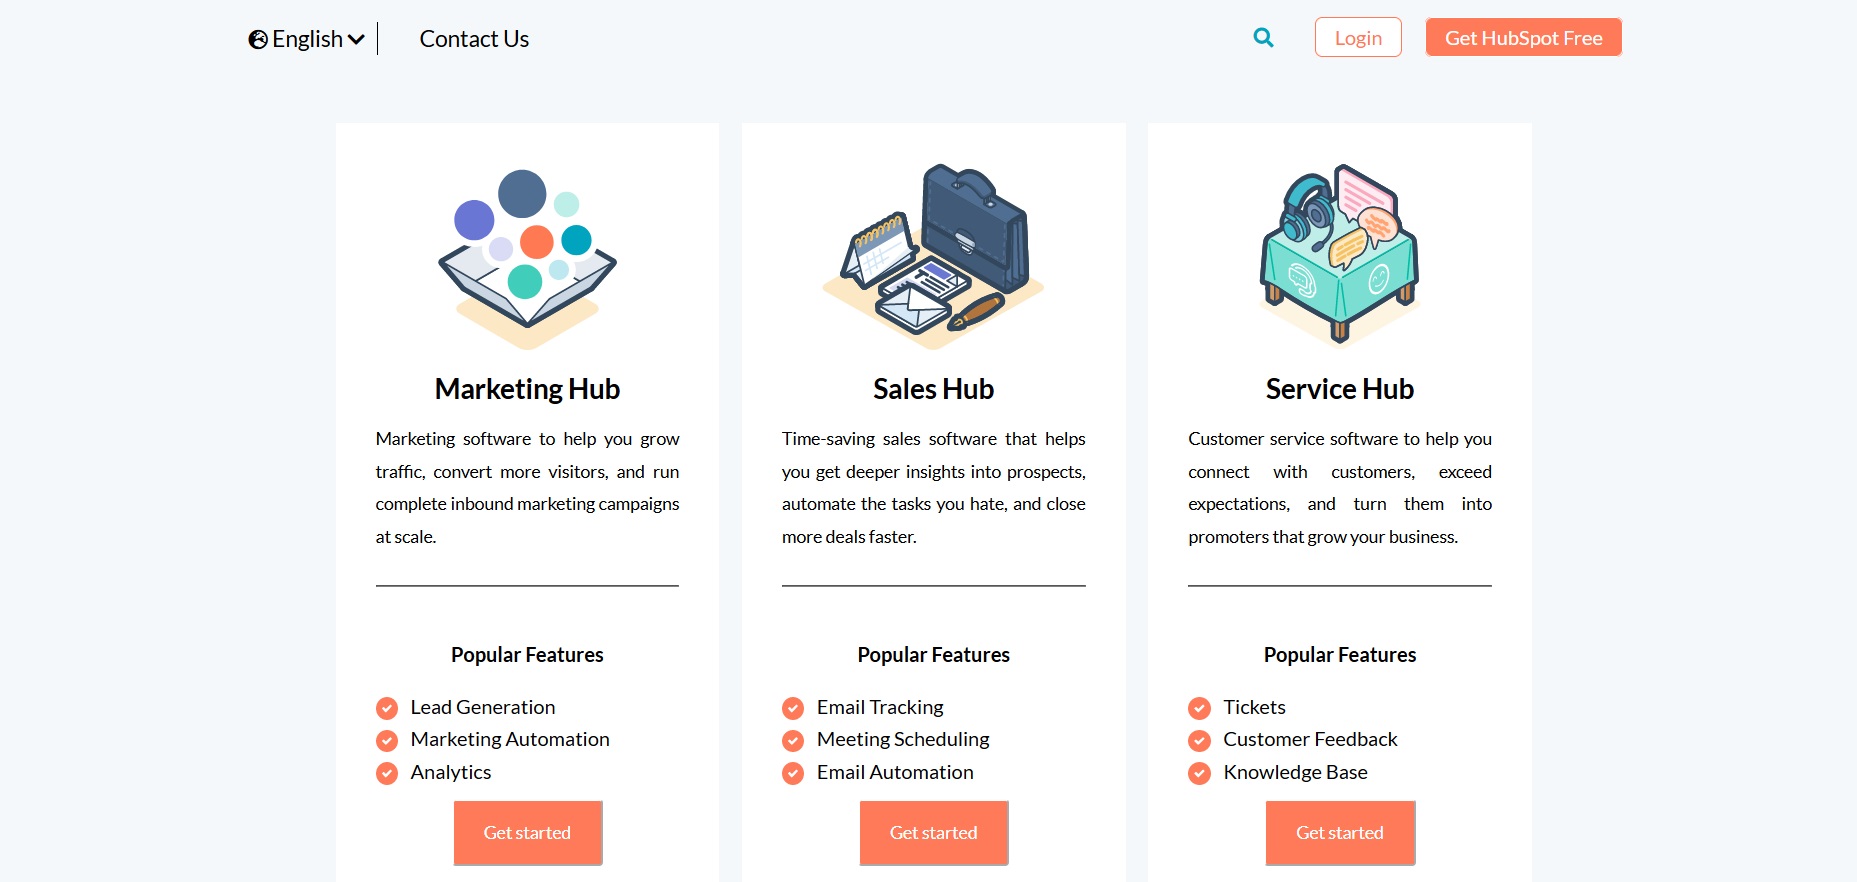 English
Contact Us
Login
Get HubSpot Free
Marketing Hub
Marketing software to help you grow
traffic, convert more visitors, and run
complete inbound marketing campaigns
at scale.
Popular Features
Lead Generation
Marketing Automation
Analytics
Get started
Sales Hub
Time-saving sales software that helps
you get deeper insights into prospects,
automate the tasks you hate, and close
more deals faster.
Popular Features
Email Tracking
Meeting Scheduling
Email Automation
Get started
Service Hub
Customer service software to help you
connect with customers, exceed
expectations, and turn them into
promoters that grow your business.
Popular Features
Tickets
Customer Feedback
Knowledge Base
Get started